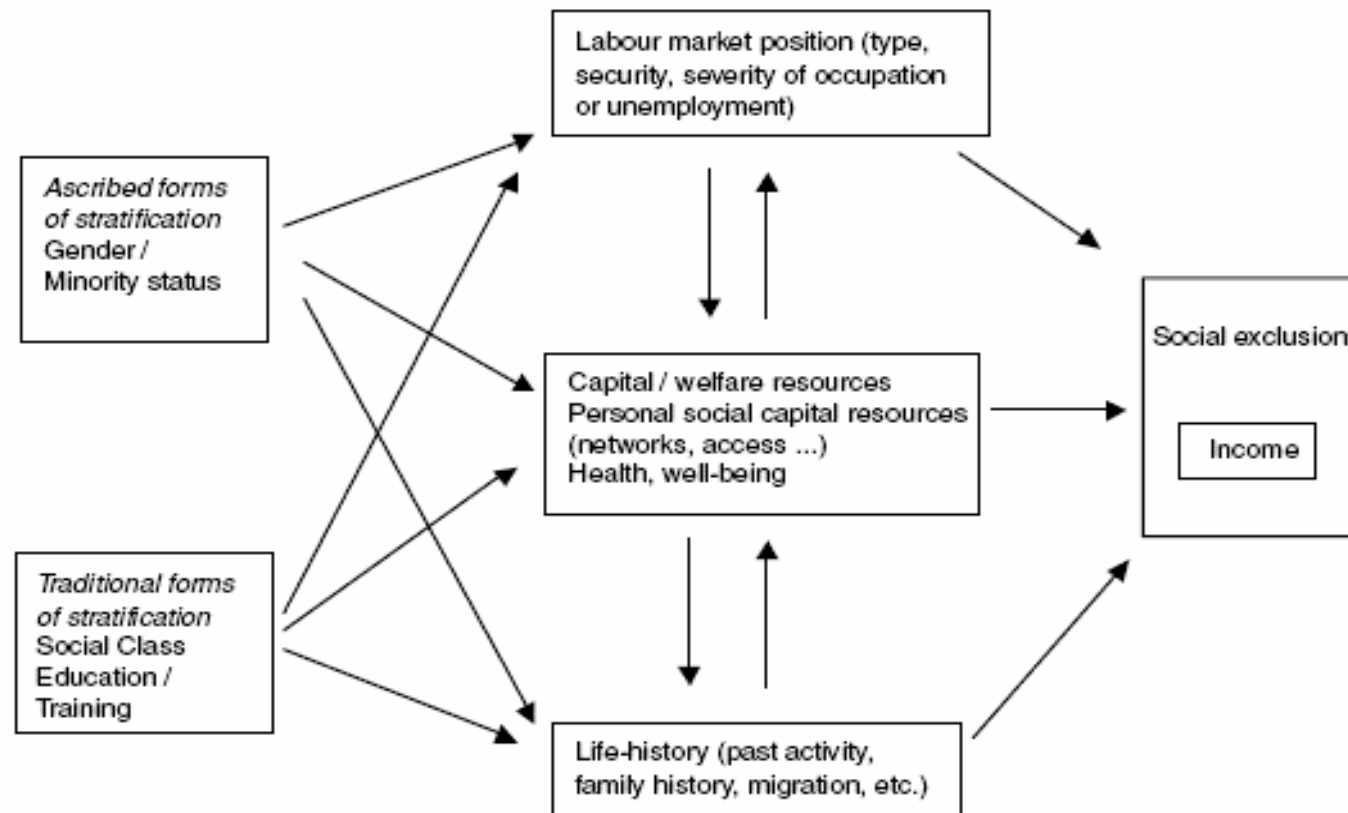 Labour market position (type,
security, severity of occupation
or unemployment)
Ascribed forms
of stratification
Gender /
Minority status
Social exclusion
Income
Capital / welfare resources
Personal social capital resources
(networks, access ...)
Health, well-being
Traditional forms
of stratification
Social Class
Education /
Training
Life-history (past activity,
family history, migration, etc.)